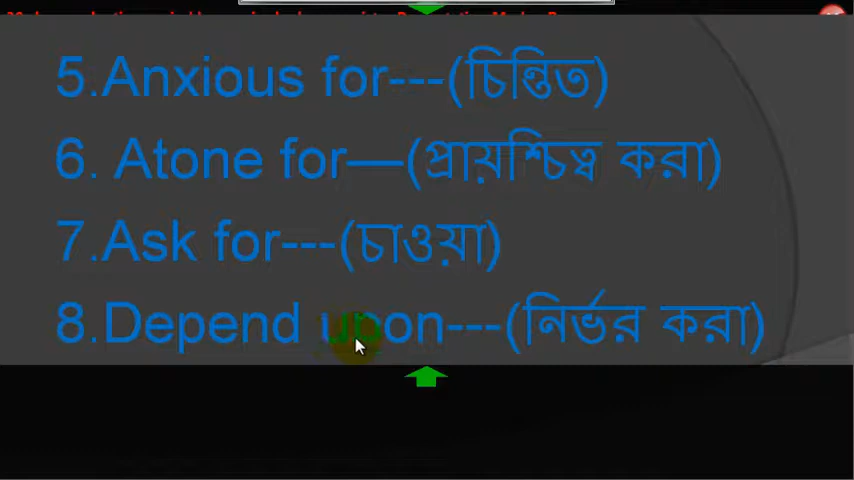 5.Anxious for---(চিন্তিত)
6. Atone for—(প্রায়শ্চিত্ব করা)
7.Ask for---(চাওয়া)
8.Depend upon---(নির্ভর করা)